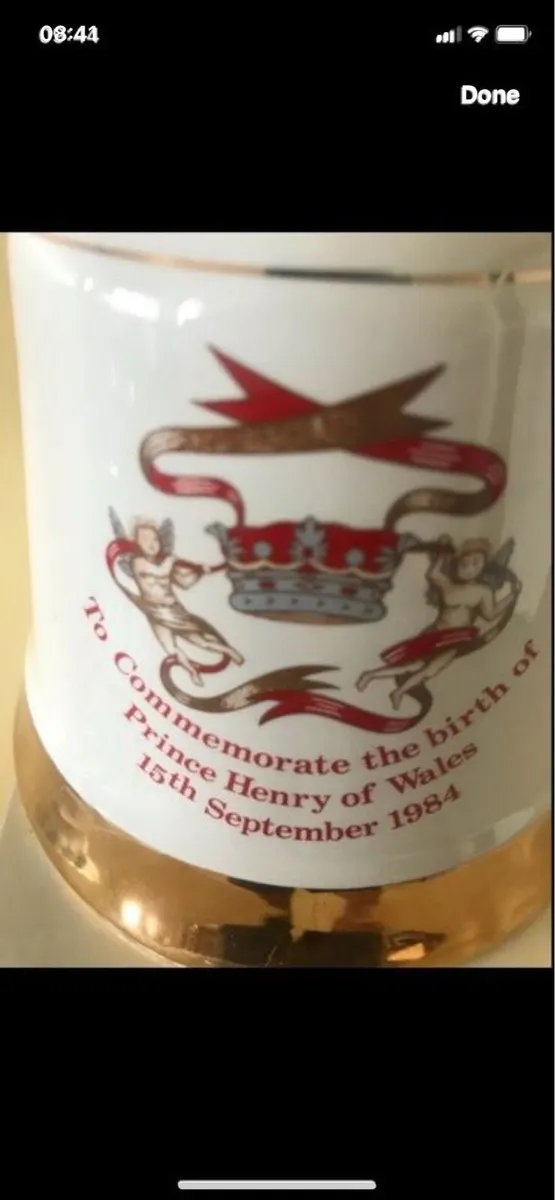 08:44
Done
To Commemorate the birth of
Prince Henry of Wales
15th September 1984